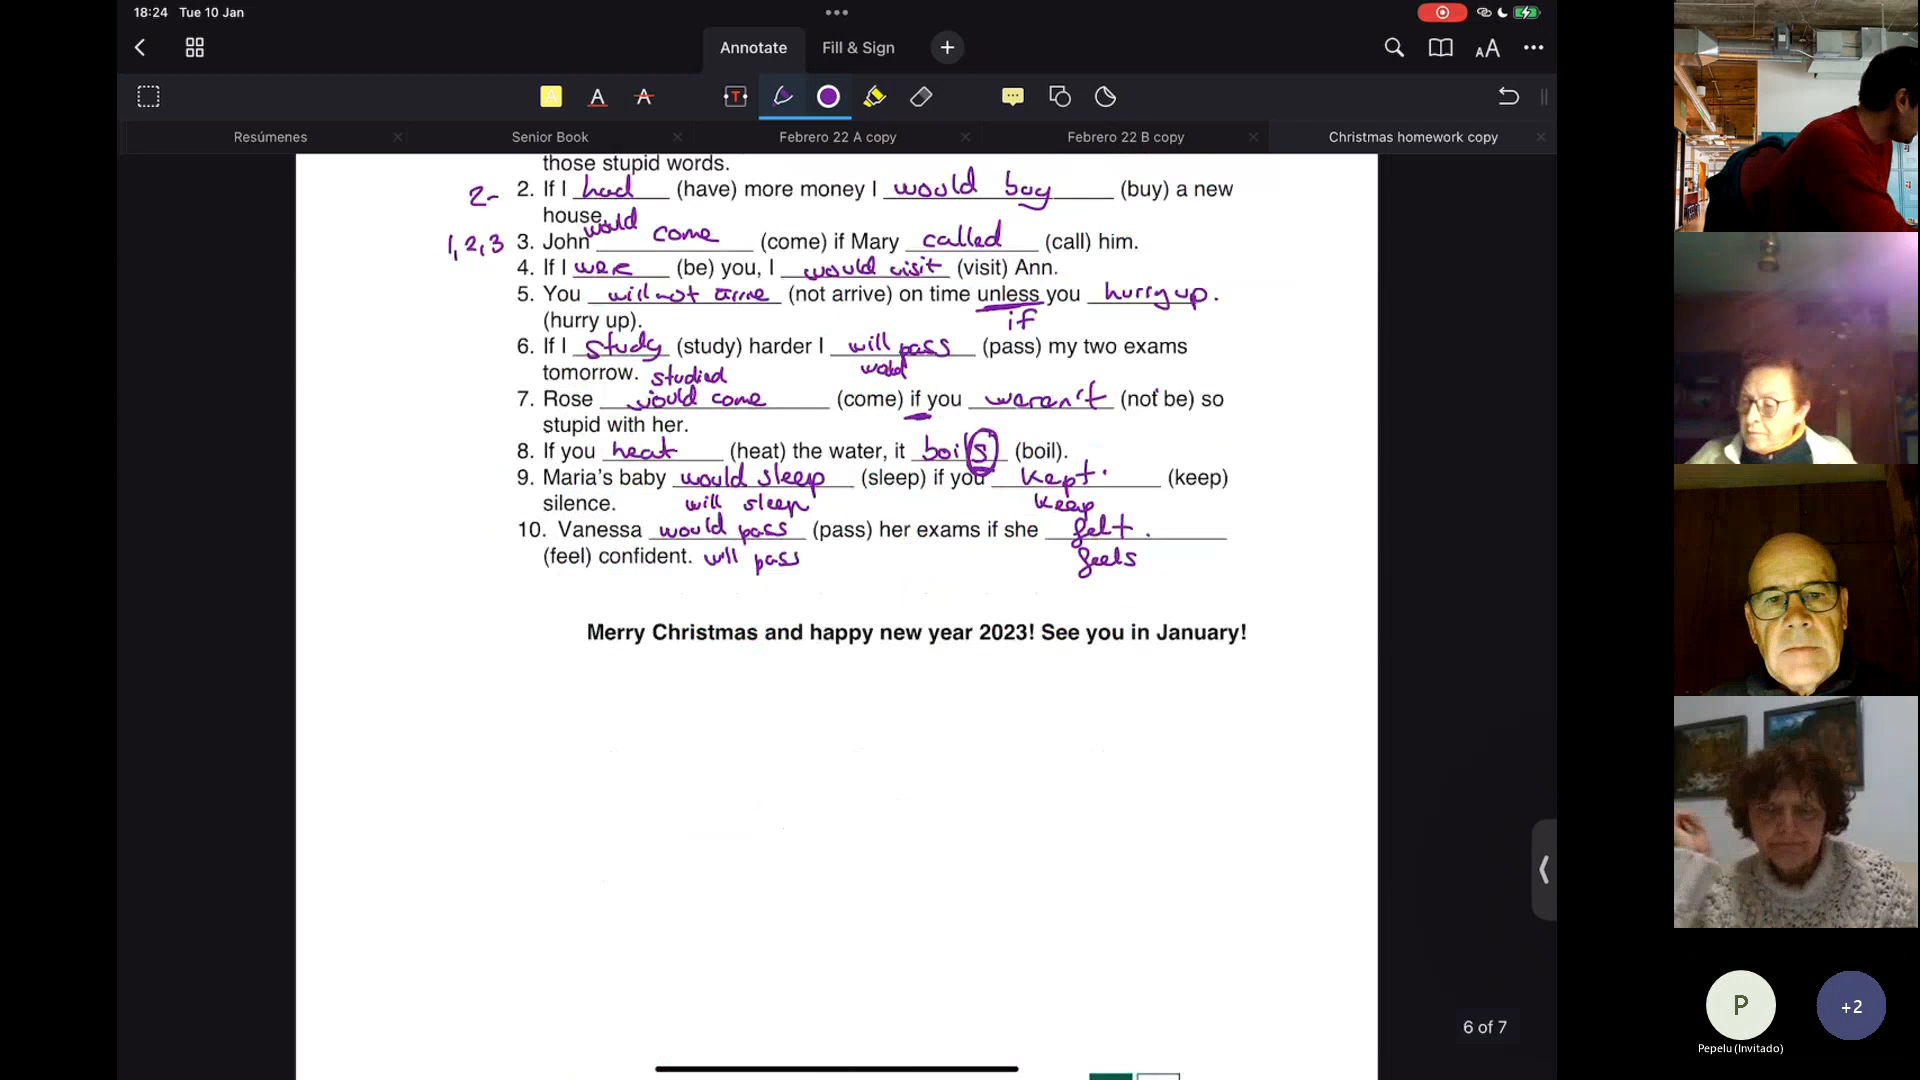 18:24 Tue 10 Jan
Annotate Fill & Sign
Resúmenes Senior Book Febrero 22 A copy Febrero 22 B copy Christmas homework copy
those stupid words.
2- 2. If I had (have) more money I would buy (buy) a new
house
would
1, 2, 3 3. John come (come) if Mary called (call) him.
4. If I were (be) you, I would visit (visit) Ann.
5. You will not arrive (not arrive) on time unless you hurry up.
(hurry up). if
6. If I study (study) harder I will pass (pass) my two exams
tomorrow. studied would
7. Rose would come (come) if you weren't (not be) so
stupid with her.
8. If you heat (heat) the water, it boils (boil).
9. Maria's baby would sleep (sleep) if you kept. (keep)
silence. will sleep keep
10. Vanessa would pass (pass) her exams if she felt.
(feel) confident. will pass feels
Merry Christmas and happy new year 2023! See you in January!
6 of 7
P +2
Pepelu (Invitado)